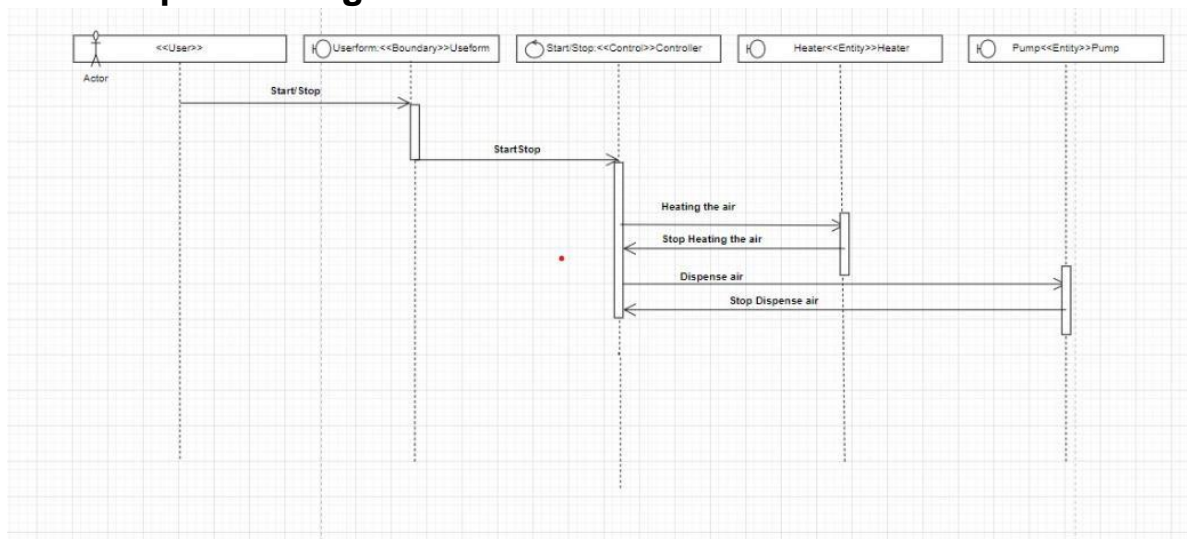 <<User>>
Userform:<<Boundary>>Useform
Start/Stop:<<Control>>Controller
Heater<<Entity>>Heater
Pump<<Entity>>Pump
Actor
Start/Stop
StartStop
Heating the air
Stop Heating the air
Dispense air
Stop Dispense air